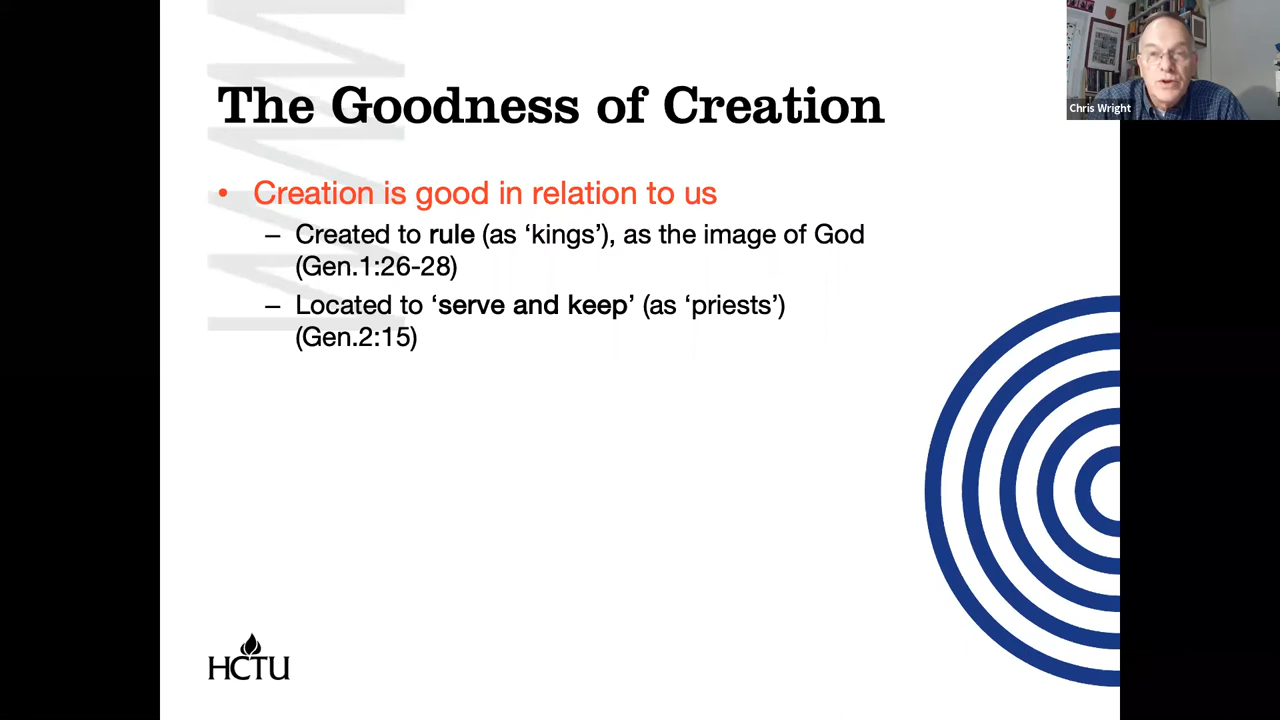 The Goodness of Creation
• Creation is good in relation to us
– Created to rule (as ‘kings’), as the image of God
(Gen.1:26-28)
– Located to ‘serve and keep’ (as ‘priests’)
(Gen.2:15)
HCTU
Chris Wright